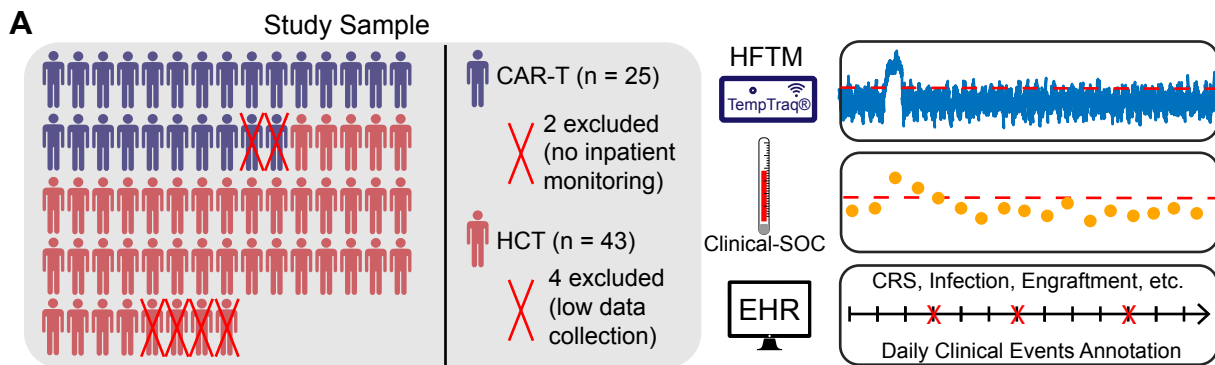 A
Study Sample
CAR-T (n = 25)
2 excluded
(no inpatient
monitoring)
HCT (n = 43)
4 excluded
(low data
collection)
HFTM
TempTraq®
Clinical-SOC
EHR
CRS, Infection, Engraftment, etc.
X X X
Daily Clinical Events Annotation